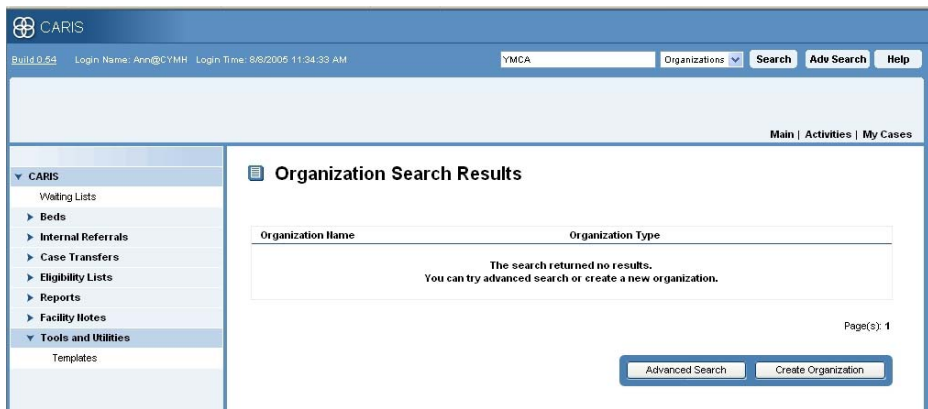 CARIS
Build 0.54 Login Name: Ann@CYMH Login Time: 8/8/2005 11:34:33 AM YMCA Organizations Search Adv Search Help
Main | Activities | My Cases
CARIS
Waiting Lists
Beds
Internal Referrals
Case Transfers
Eligibility Lists
Reports
Facility Notes
Tools and Utilities
Templates
Organization Search Results
Organization Name Organization Type
The search returned no results.
You can try advanced search or create a new organization.
Page(s): 1
Advanced Search Create Organization